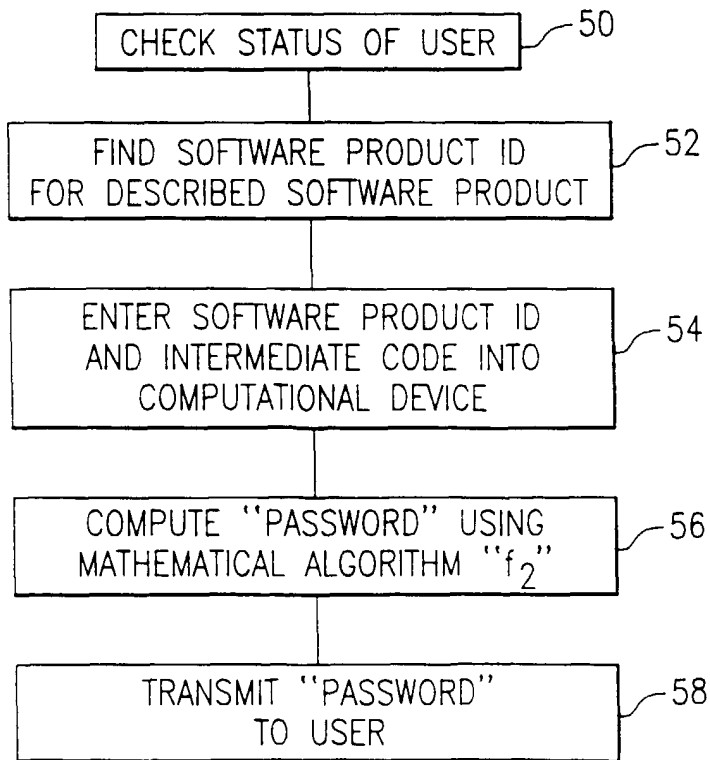 CHECK STATUS OF USER
50
FIND SOFTWARE PRODUCT ID
FOR DESCRIBED SOFTWARE PRODUCT
52
ENTER SOFTWARE PRODUCT ID
AND INTERMEDIATE CODE INTO
COMPUTATIONAL DEVICE
54
COMPUTE "PASSWORD" USING
MATHEMATICAL ALGORITHM "f₂"
56
TRANSMIT "PASSWORD"
TO USER
58